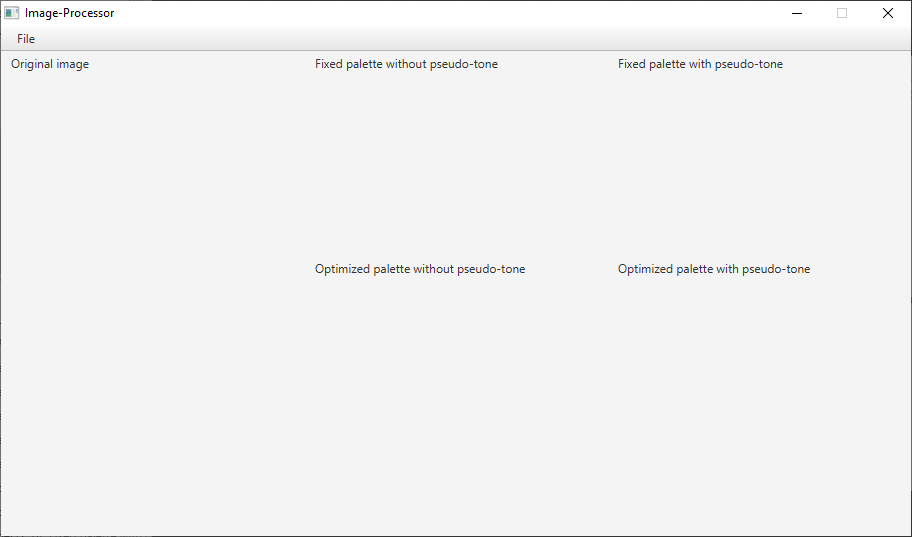 Image-Processor
File
Original image
Fixed palette without pseudo-tone
Fixed palette with pseudo-tone
Optimized palette without pseudo-tone
Optimized palette with pseudo-tone